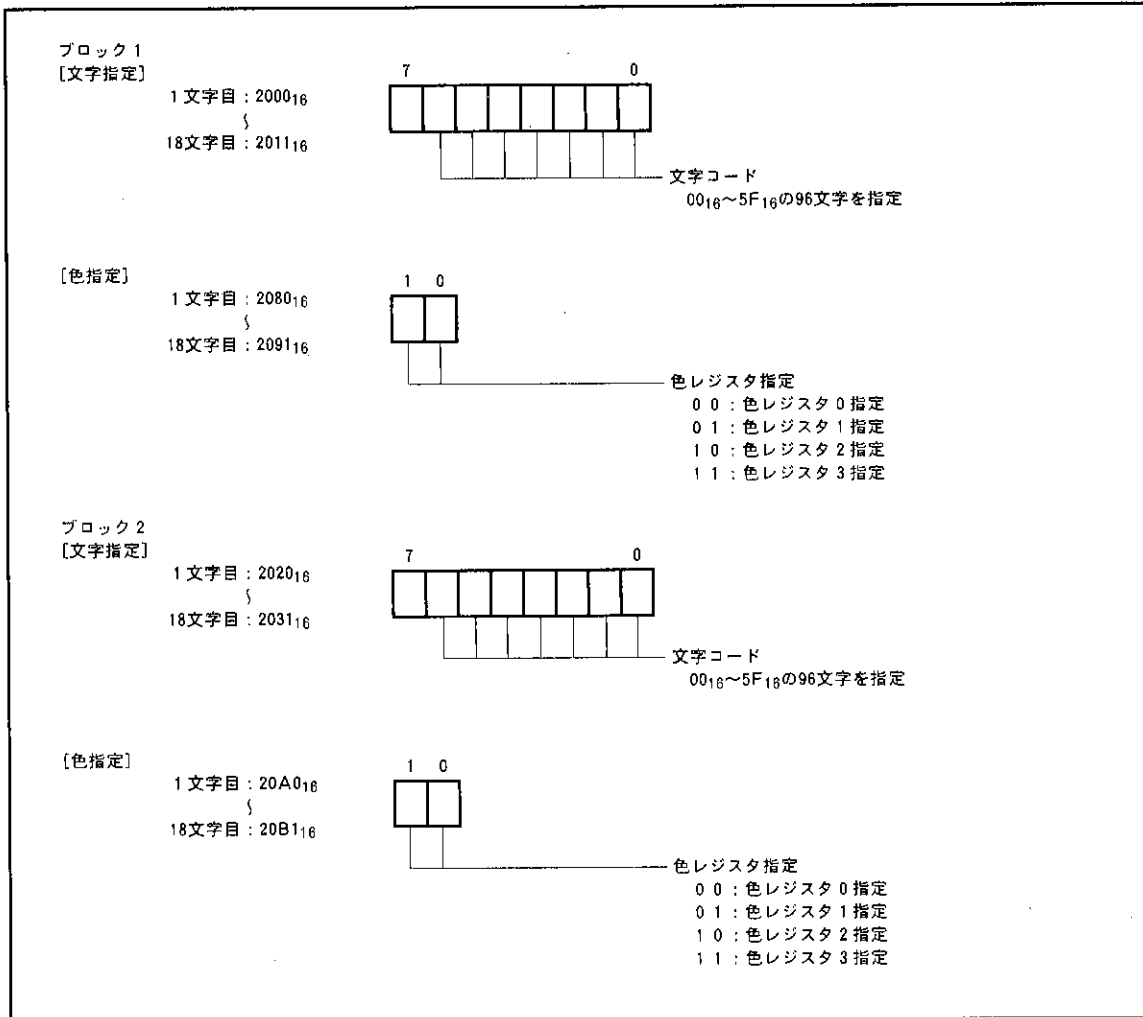 ブロック1
[文字指定]
7 0
1文字目：2000₁₆
〜
18文字目：2011₁₆
文字コード
00₁₆〜5F₁₆の96文字を指定
[色指定]
1 0
1文字目：2080₁₆
〜
18文字目：2091₁₆
色レジスタ指定
0 0：色レジスタ0指定
0 1：色レジスタ1指定
1 0：色レジスタ2指定
1 1：色レジスタ3指定
ブロック2
[文字指定]
7 0
1文字目：2020₁₆
〜
18文字目：2031₁₆
文字コード
00₁₆〜5F₁₆の96文字を指定
[色指定]
1 0
1文字目：20A0₁₆
〜
18文字目：20B1₁₆
色レジスタ指定
0 0：色レジスタ0指定
0 1：色レジスタ1指定
1 0：色レジスタ2指定
1 1：色レジスタ3指定